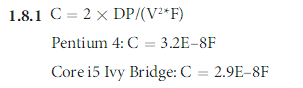 1.8.1 C = 2 × DP/(V²*F)
Pentium 4: C = 3.2E–8F
Core i5 Ivy Bridge: C = 2.9E–8F